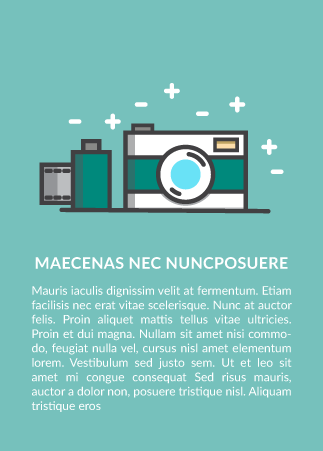 MAECENAS NEC NUNCPOSUERE
Mauris iaculis dignissim velit at fermentum. Etiam
facilisis nec erat vitae scelerisque. Nunc at auctor
felis. Proin aliquet mattis tellus vitae ultricies.
Proin et dui magna. Nullam sit amet nisi commo-
do, feugiat nulla vel, cursus nisl amet elementum
lorem. Vestibulum sed justo sem. Ut et leo sit
amet mi congue consequat Sed risus mauris,
auctor a dolor non, posuere tristique nisl. Aliquam
tristique eros